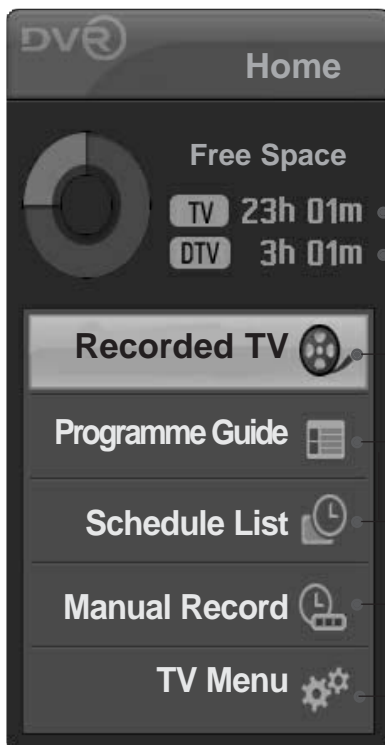 DVR
Home
Free Space
TV 23h 01m
DTV 3h 01m
Recorded TV
Programme Guide
Schedule List
Manual Record
TV Menu